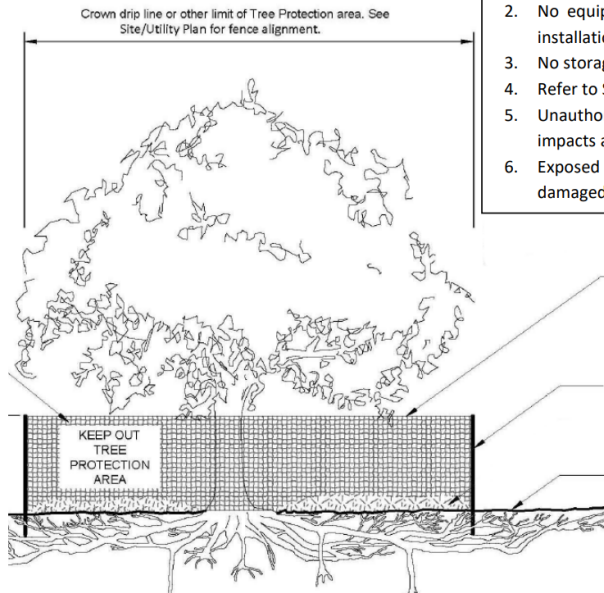 Crown drip line or other limit of Tree Protection area. See
Site/Utility Plan for fence alignment.
2. No equip
installatio
3. No storag
4. Refer to S
5. Unautho
impacts a
6. Exposed
damaged
KEEP OUT
TREE
PROTECTION
AREA